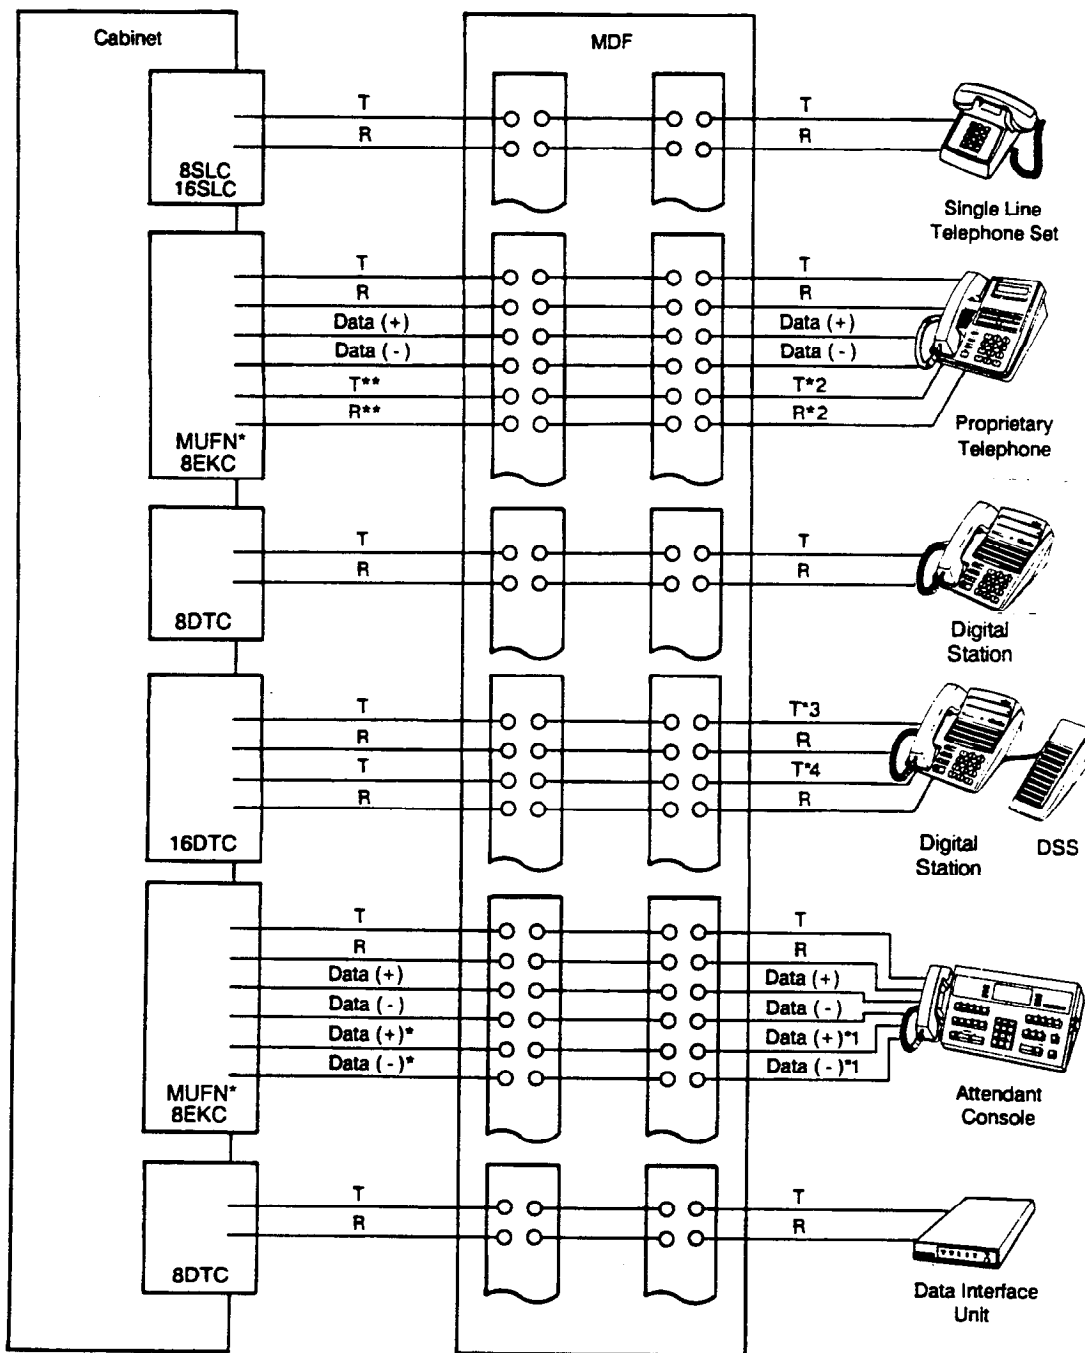 Cabinet
MDF
T
T
R
R
8SLC
16SLC
Single Line
Telephone Set
T
T
R
R
Data (+)
Data (+)
Data (-)
Data (-)
T**
T*2
R**
R*2
MUFN*
8EKC
Proprietary
Telephone
T
T
R
R
8DTC
Digital
Station
T
T*3
R
R
T
T*4
R
R
16DTC
Digital
Station
DSS
T
T
R
R
Data (+)
Data (+)
Data (-)
Data (-)
Data (+)*
Data (+)*1
Data (-)*
Data (-)*1
MUFN*
8EKC
Attendant
Console
T
T
R
R
8DTC
Data Interface
Unit